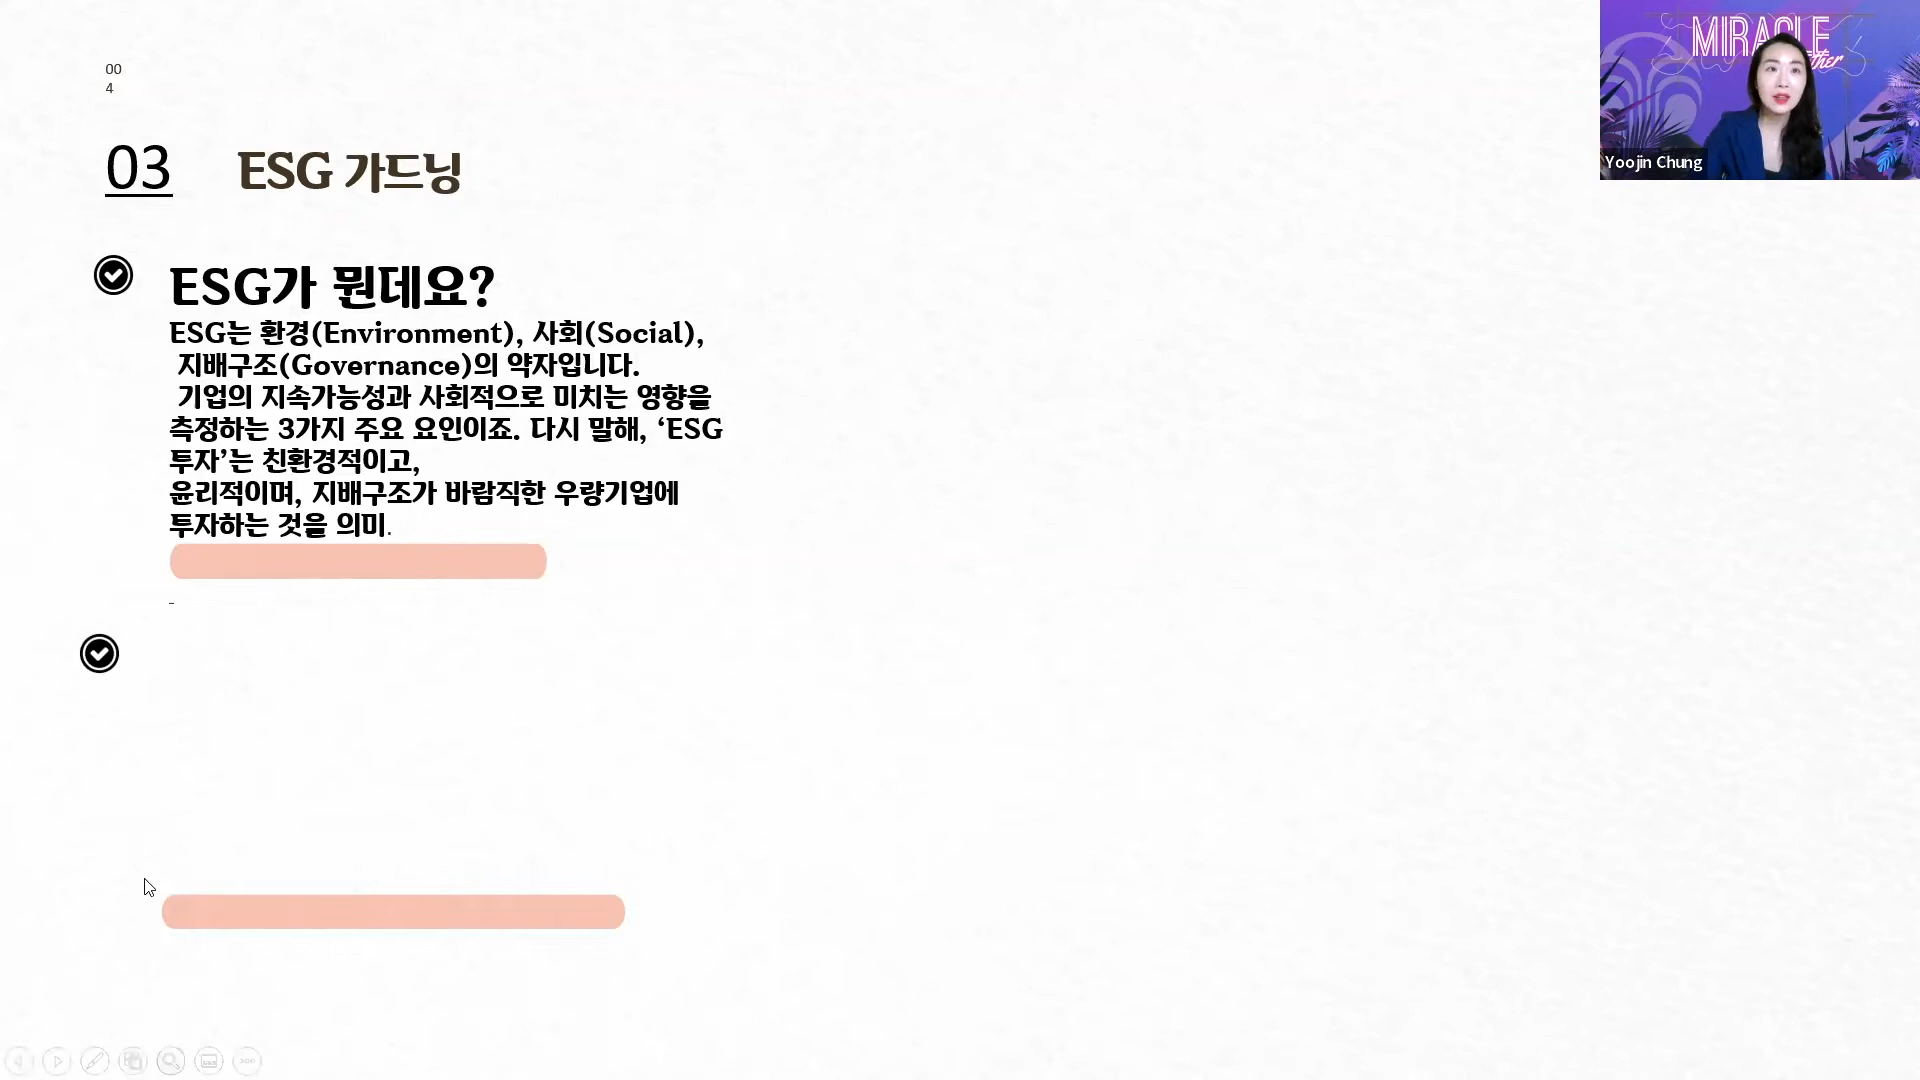 00
4
03 ESG 가드닝
ESG가 뭔데요?
ESG는 환경(Environment), 사회(Social),
지배구조(Governance)의 약자입니다.
기업의 지속가능성과 사회적으로 미치는 영향을
측정하는 3가지 주요 요인이죠. 다시 말해, ‘ESG
투자’는 친환경적이고,
윤리적이며, 지배구조가 바람직한 우량기업에
투자하는 것을 의미.
-
MIRACLE
Yoojin Chung